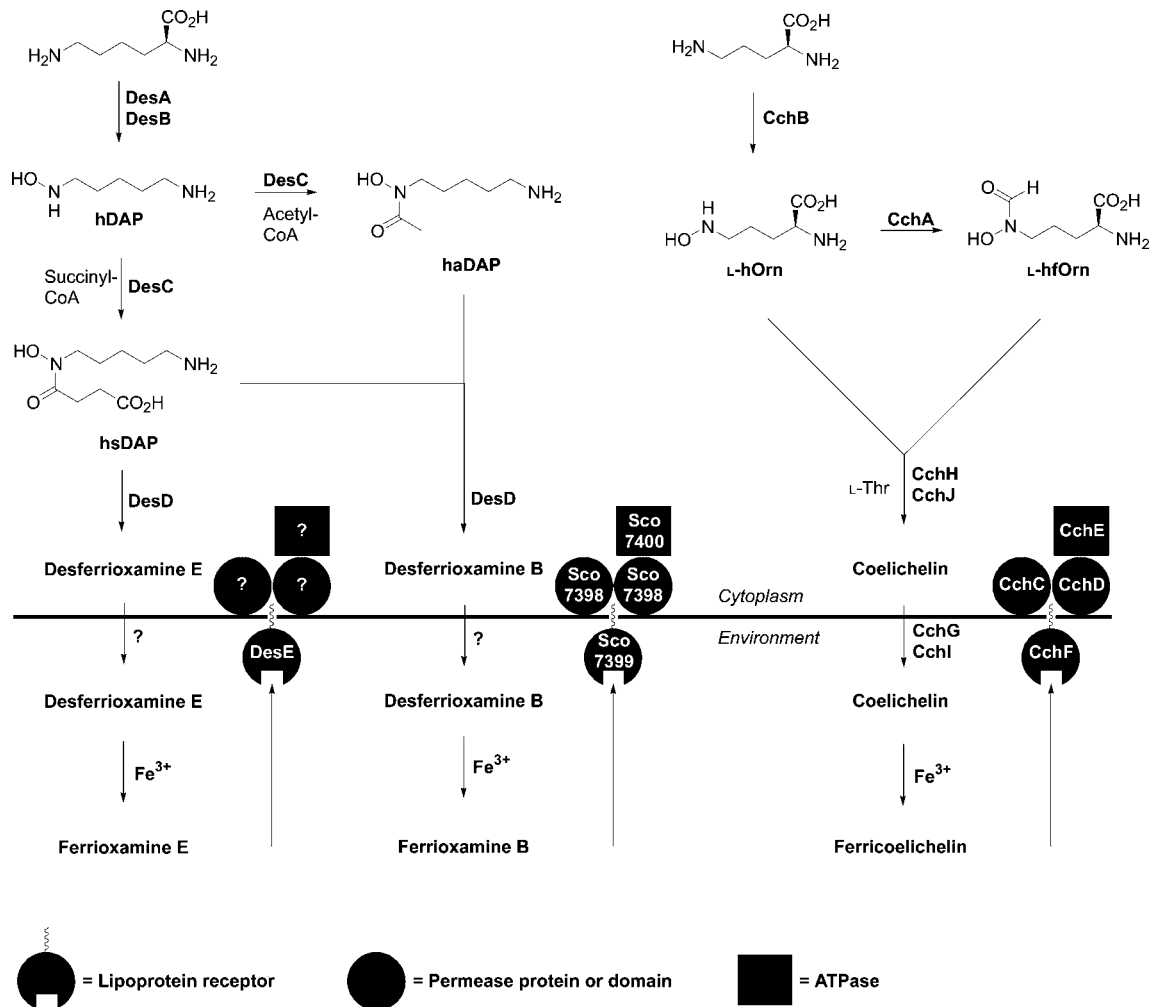 CO2H
H2N
NH2
DesA
DesB
HO
N
H
NH2
hDAP
DesC
Acetyl-
CoA
HO
N
O
NH2
haDAP
Succinyl-
CoA
DesC
HO
N
O
NH2
CO2H
hsDAP
DesD
DesD
CO2H
H2N
NH2
CchB
H
N
HO
CO2H
NH2
L-hOrn
CchA
O
H
N
HO
CO2H
NH2
L-hfOrn
L-Thr
CchH
CchJ
Desferrioxamine E
?
?
?
DesE
Desferrioxamine B
Sco
7400
Sco
7398
Sco
7398
Sco
7399
Cytoplasm
Environment
Coelichelin
CchE
CchC
CchD
CchF
?
?
CchG
CchI
Desferrioxamine E
Desferrioxamine B
Coelichelin
Fe3+
Fe3+
Fe3+
Ferrioxamine E
Ferrioxamine B
Ferricoelichelin
= Lipoprotein receptor
= Permease protein or domain
= ATPase